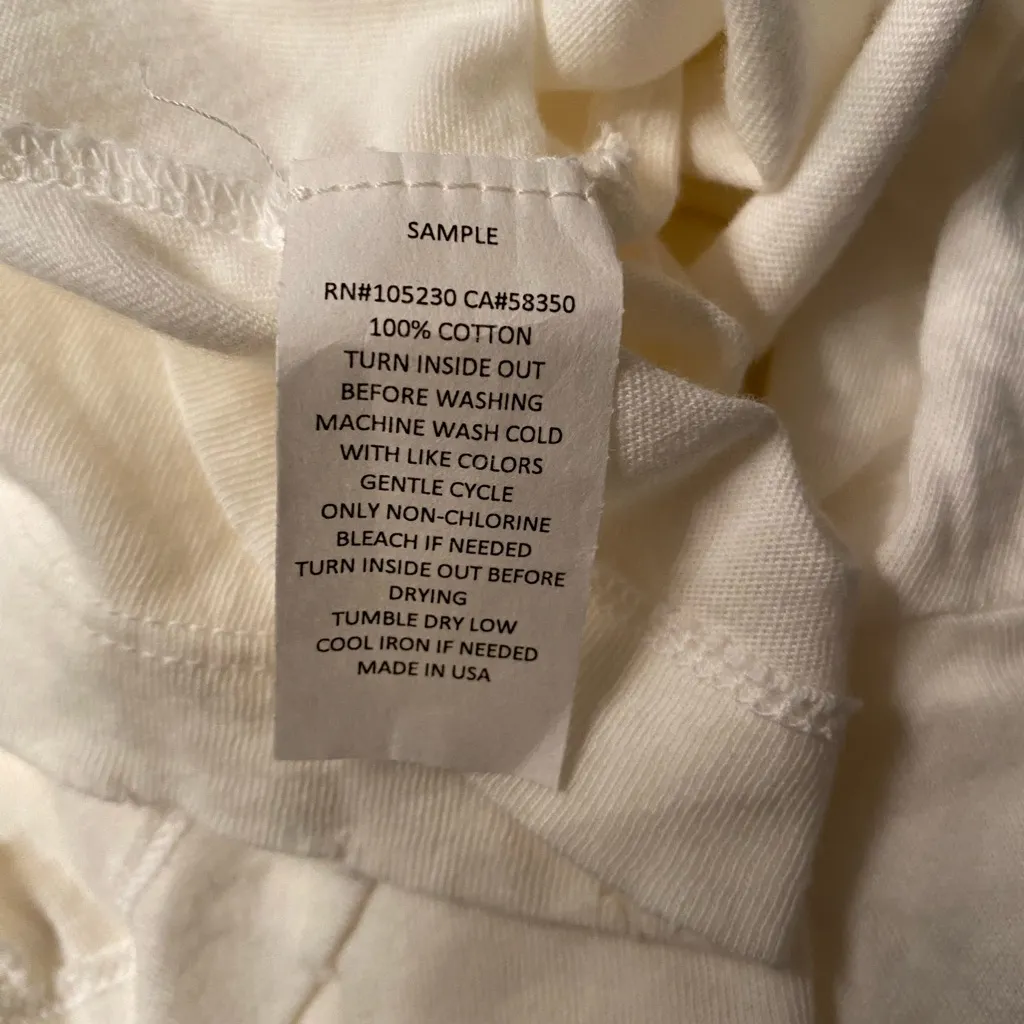 SAMPLE
RN#105230 CA#58350
100% COTTON
TURN INSIDE OUT
BEFORE WASHING
MACHINE WASH COLD
WITH LIKE COLORS
GENTLE CYCLE
ONLY NON-CHLORINE
BLEACH IF NEEDED
TURN INSIDE OUT BEFORE
DRYING
TUMBLE DRY LOW
COOL IRON IF NEEDED
MADE IN USA